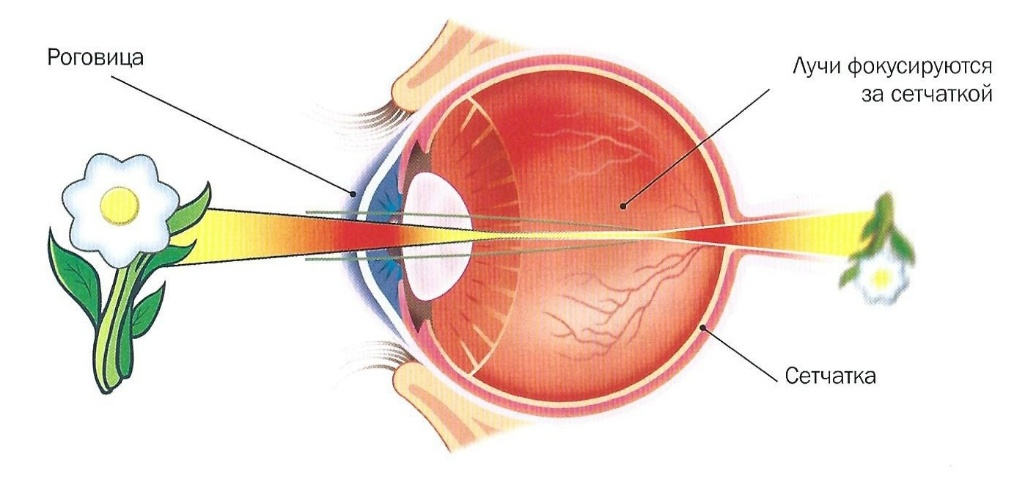 Роговица
Лучи фокусируются
за сетчаткой
Сетчатка